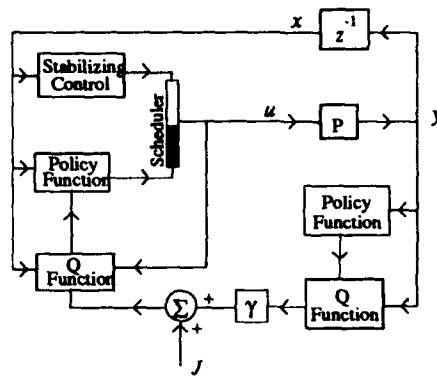 x
z⁻¹
Stabilizing
Control
Scheduler
u
P
y
Policy
Function
Policy
Function
Q
Function
Σ
+
+
γ
Q
Function
J